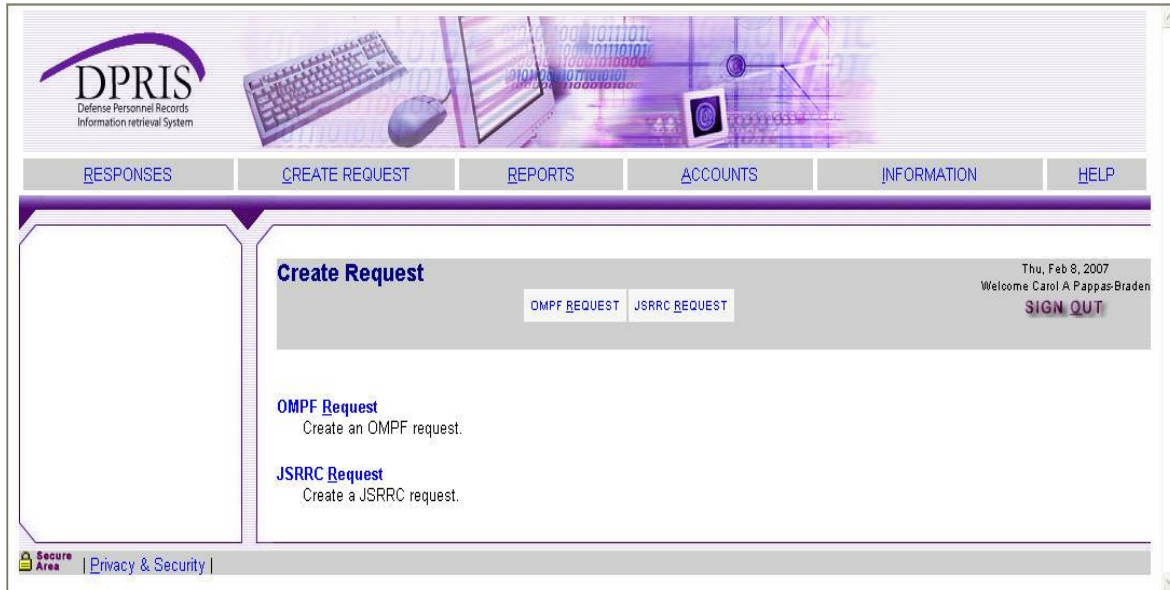 DPRIS
Defense Personnel Records
Information retrieval System
RESPONSES CREATE REQUEST REPORTS ACCOUNTS INFORMATION HELP
Create Request
OMPF REQUEST JSRRC REQUEST
Thu, Feb 8, 2007
Welcome Carol A Pappas-Braden
SIGN OUT
OMPF Request
Create an OMPF request.
JSRRC Request
Create a JSRRC request.
Secure
Area | Privacy & Security |